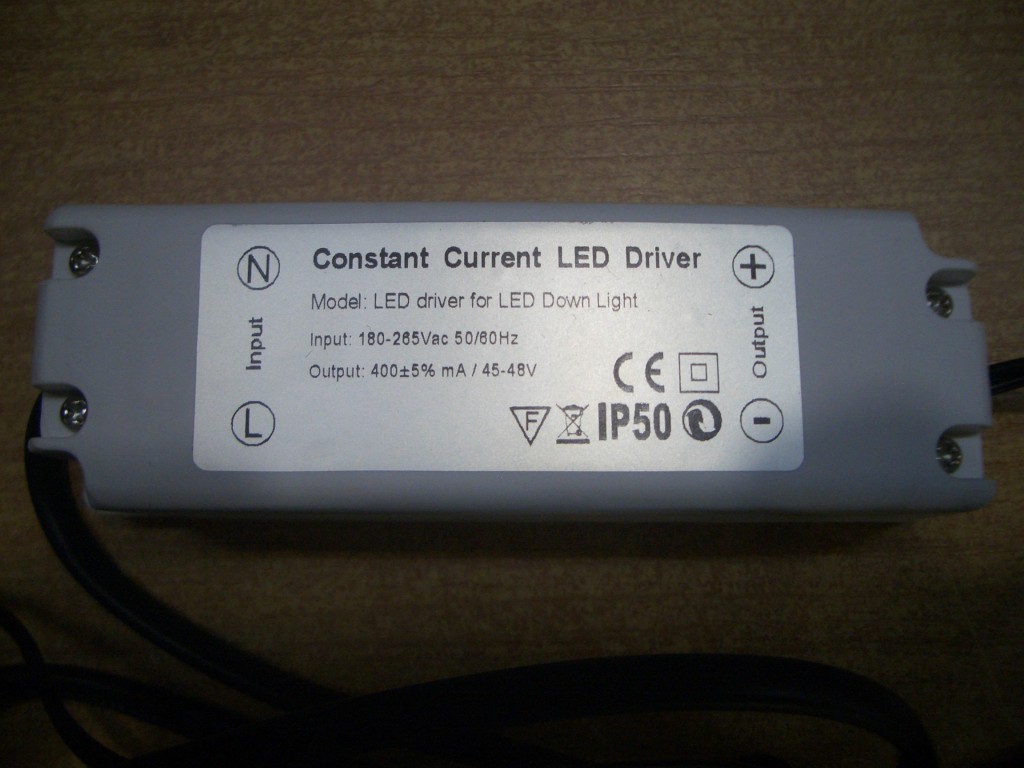 Constant Current LED Driver
Model: LED driver for LED Down Light
Input: 180-265Vac 50/60Hz
Output: 400±5% mA / 45-48V
N
Input
L
CE
F
IP50
+
Output
-